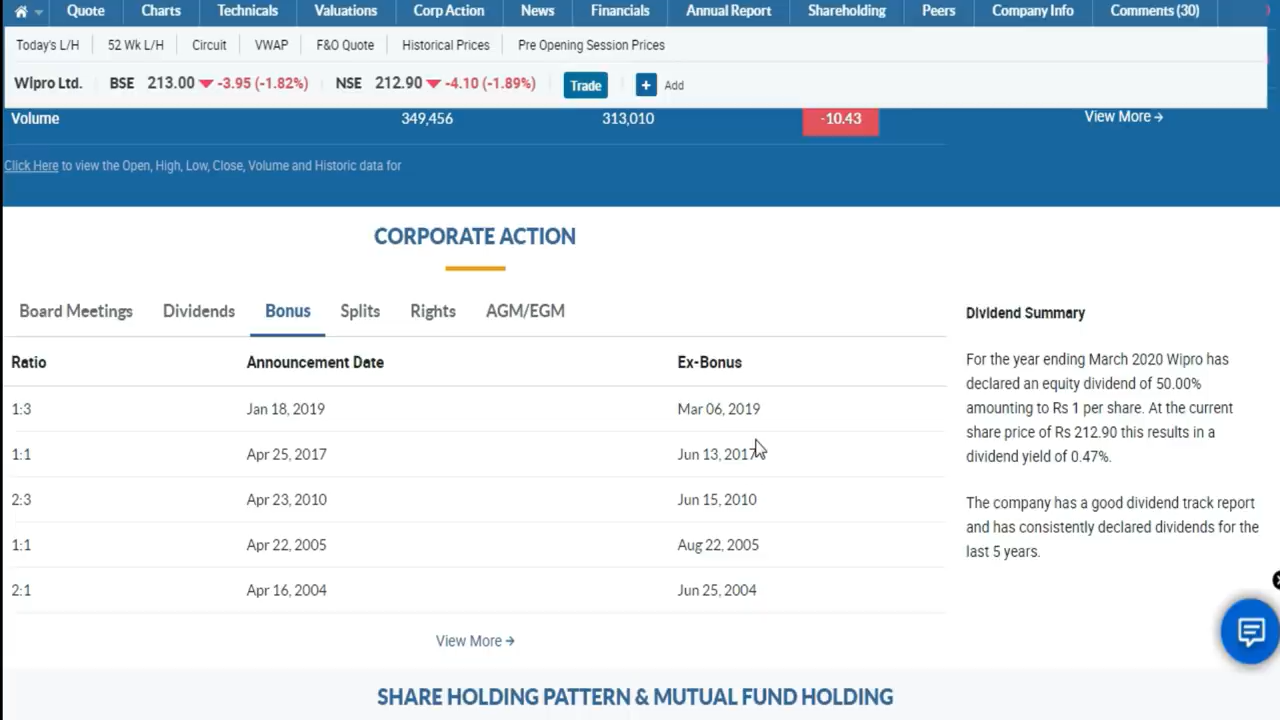 Quote Charts Technicals Valuations Corp Action News Financials Annual Report Shareholding Peers Company Info Comments (30)
Today's L/H 52 Wk L/H Circuit VWAP F&O Quote Historical Prices Pre Opening Session Prices
Wipro Ltd. BSE 213.00 -3.95 (-1.82%) NSE 212.90 -4.10 (-1.89%) Trade + Add
Volume 349,456 313,010 -10.43 View More →
Click Here to view the Open, High, Low, Close, Volume and Historic data for
CORPORATE ACTION
Board Meetings Dividends Bonus Splits Rights AGM/EGM
Ratio Announcement Date Ex-Bonus
1:3 Jan 18, 2019 Mar 06, 2019
1:1 Apr 25, 2017 Jun 13, 2017
2:3 Apr 23, 2010 Jun 15, 2010
1:1 Apr 22, 2005 Aug 22, 2005
2:1 Apr 16, 2004 Jun 25, 2004
View More →
Dividend Summary
For the year ending March 2020 Wipro has
declared an equity dividend of 50.00%
amounting to Rs 1 per share. At the current
share price of Rs 212.90 this results in a
dividend yield of 0.47%.
The company has a good dividend track report
and has consistently declared dividends for the
last 5 years.
SHARE HOLDING PATTERN & MUTUAL FUND HOLDING